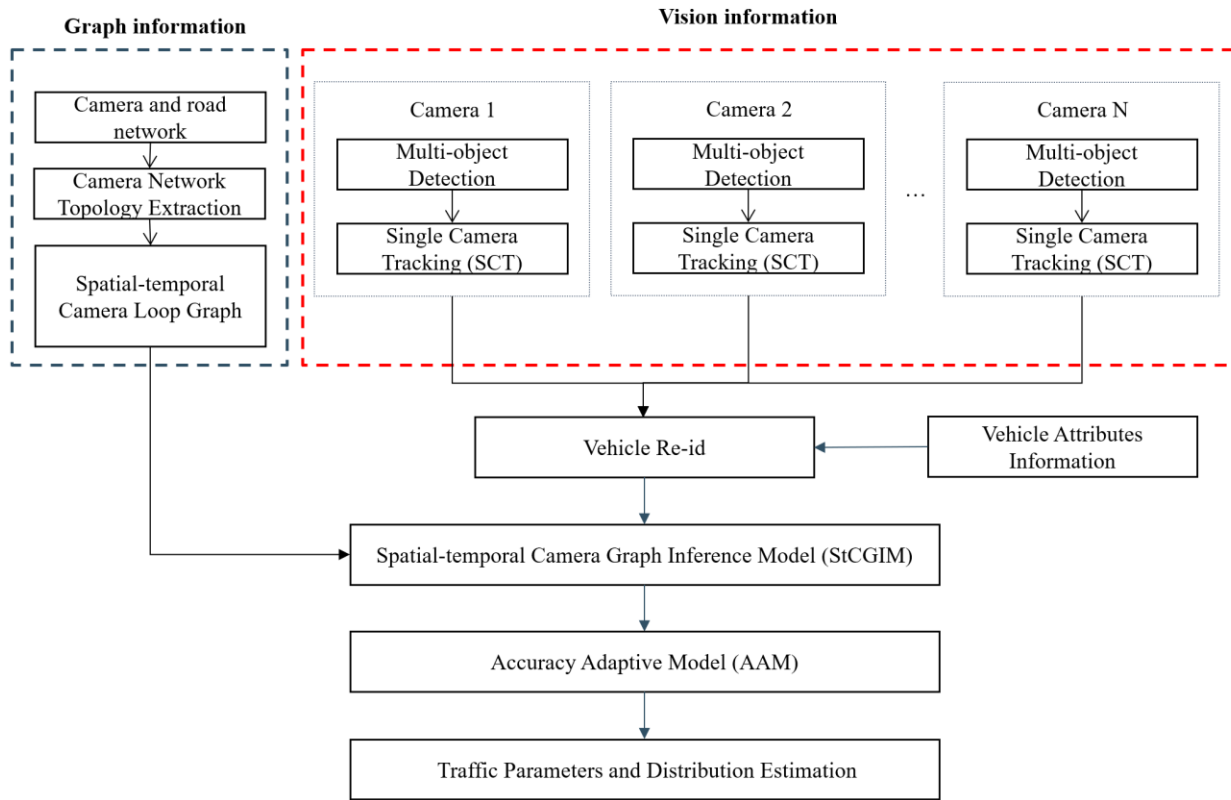 Graph information
Vision information
Camera and road
network
Camera Network
Topology Extraction
Spatial-temporal
Camera Loop Graph
Camera 1
Multi-object
Detection
Single Camera
Tracking (SCT)
Camera 2
Multi-object
Detection
Single Camera
Tracking (SCT)
...
Camera N
Multi-object
Detection
Single Camera
Tracking (SCT)
Vehicle Re-id
Vehicle Attributes
Information
Spatial-temporal Camera Graph Inference Model (StCGIM)
Accuracy Adaptive Model (AAM)
Traffic Parameters and Distribution Estimation